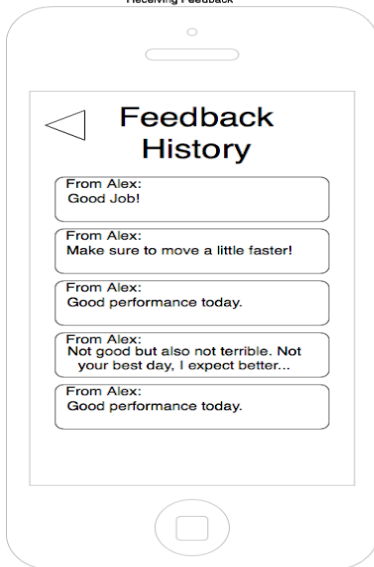 Receiving Feedback
Feedback
History
From Alex:
Good Job!
From Alex:
Make sure to move a little faster!
From Alex:
Good performance today.
From Alex:
Not good but also not terrible. Not
your best day, I expect better...
From Alex:
Good performance today.